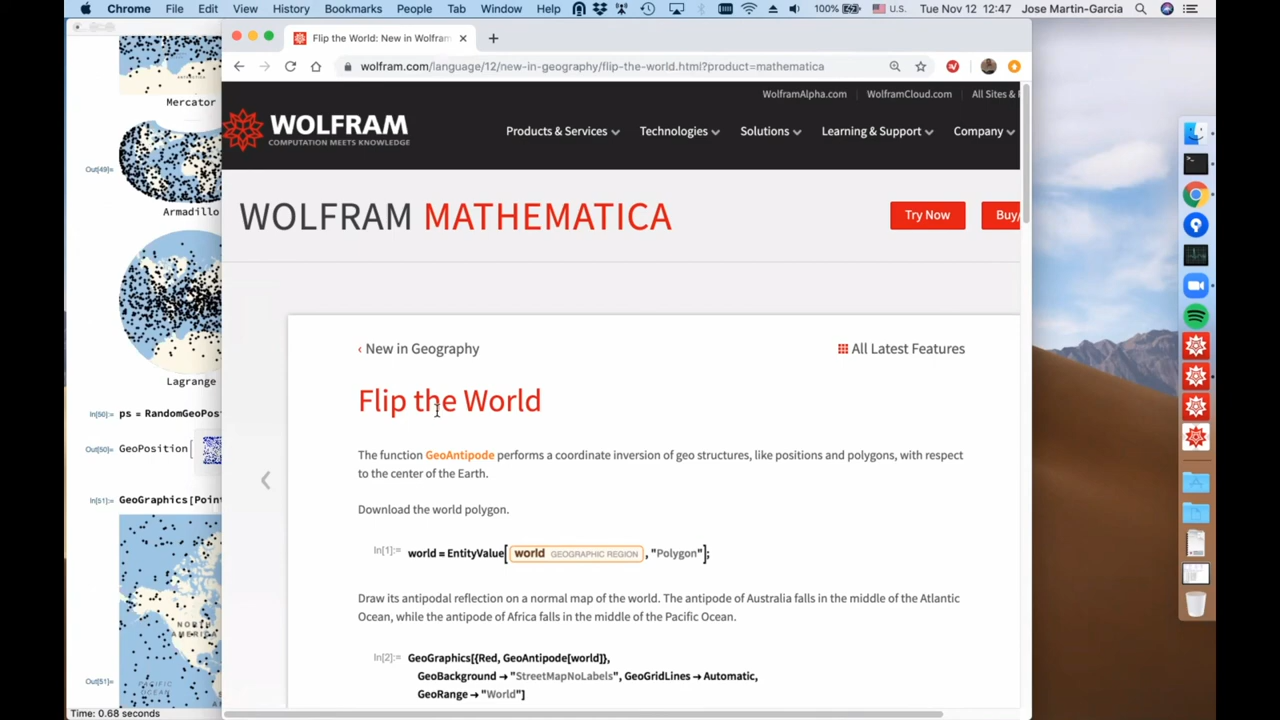 Chrome File Edit View History Bookmarks People Tab Window Help 100% U.S. Tue Nov 12 12:47 Jose Martin-Garcia
Flip the World: New in Wolfram
wolfram.com/language/12/new-in-geography/flip-the-world.html?product=mathematica
WolframAlpha.com WolframCloud.com All Sites &
WOLFRAM
COMPUTATION MEETS KNOWLEDGE
Products & Services Technologies Solutions Learning & Support Company
WOLFRAM MATHEMATICA
Try Now
Buy/
‹ New in Geography
All Latest Features
Flip the World
The function GeoAntipode performs a coordinate inversion of geo structures, like positions and polygons, with respect
to the center of the Earth.
Download the world polygon.
In[1]:= world = EntityValue[ world GEOGRAPHIC REGION , "Polygon"];
Draw its antipodal reflection on a normal map of the world. The antipode of Australia falls in the middle of the Atlantic
Ocean, while the antipode of Africa falls in the middle of the Pacific Ocean.
In[2]:= GeoGraphics[{Red, GeoAntipode[world]},
GeoBackground → "StreetMapNoLabels", GeoGridLines → Automatic,
GeoRange → "World"]
Mercator
Out[49]=
Armadillo
Lagrange
In[50]:= ps = RandomGeoPos
Out[50]= GeoPosition[
In[51]:= GeoGraphics[Poin
NORTH
AMERICA
PACIFIC
OCEAN
Out[51]=
Time: 0.68 seconds